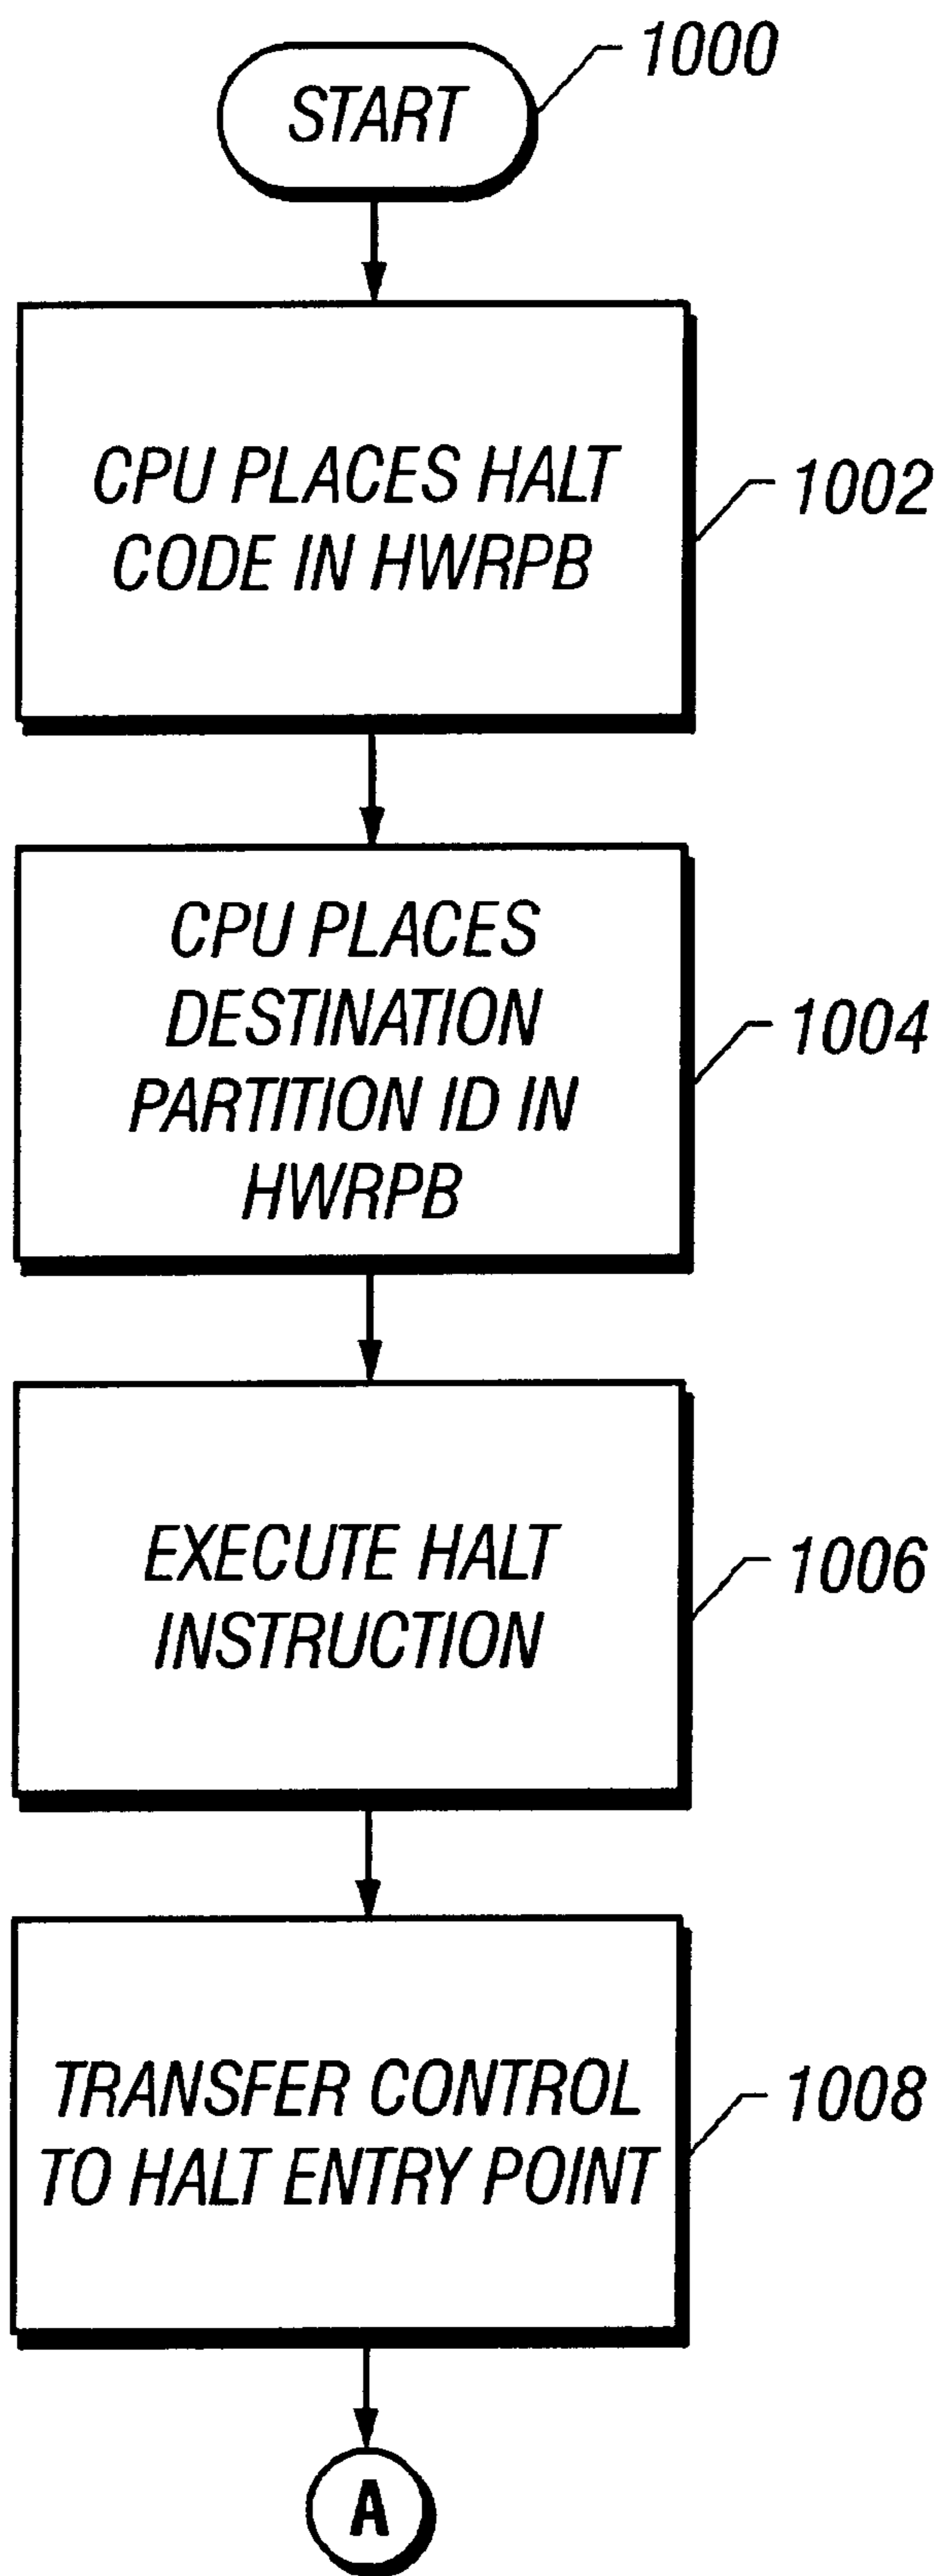 START
1000
CPU PLACES HALT
CODE IN HWRPB
1002
CPU PLACES
DESTINATION
PARTITION ID IN
HWRPB
1004
EXECUTE HALT
INSTRUCTION
1006
TRANSFER CONTROL
TO HALT ENTRY POINT
1008
A